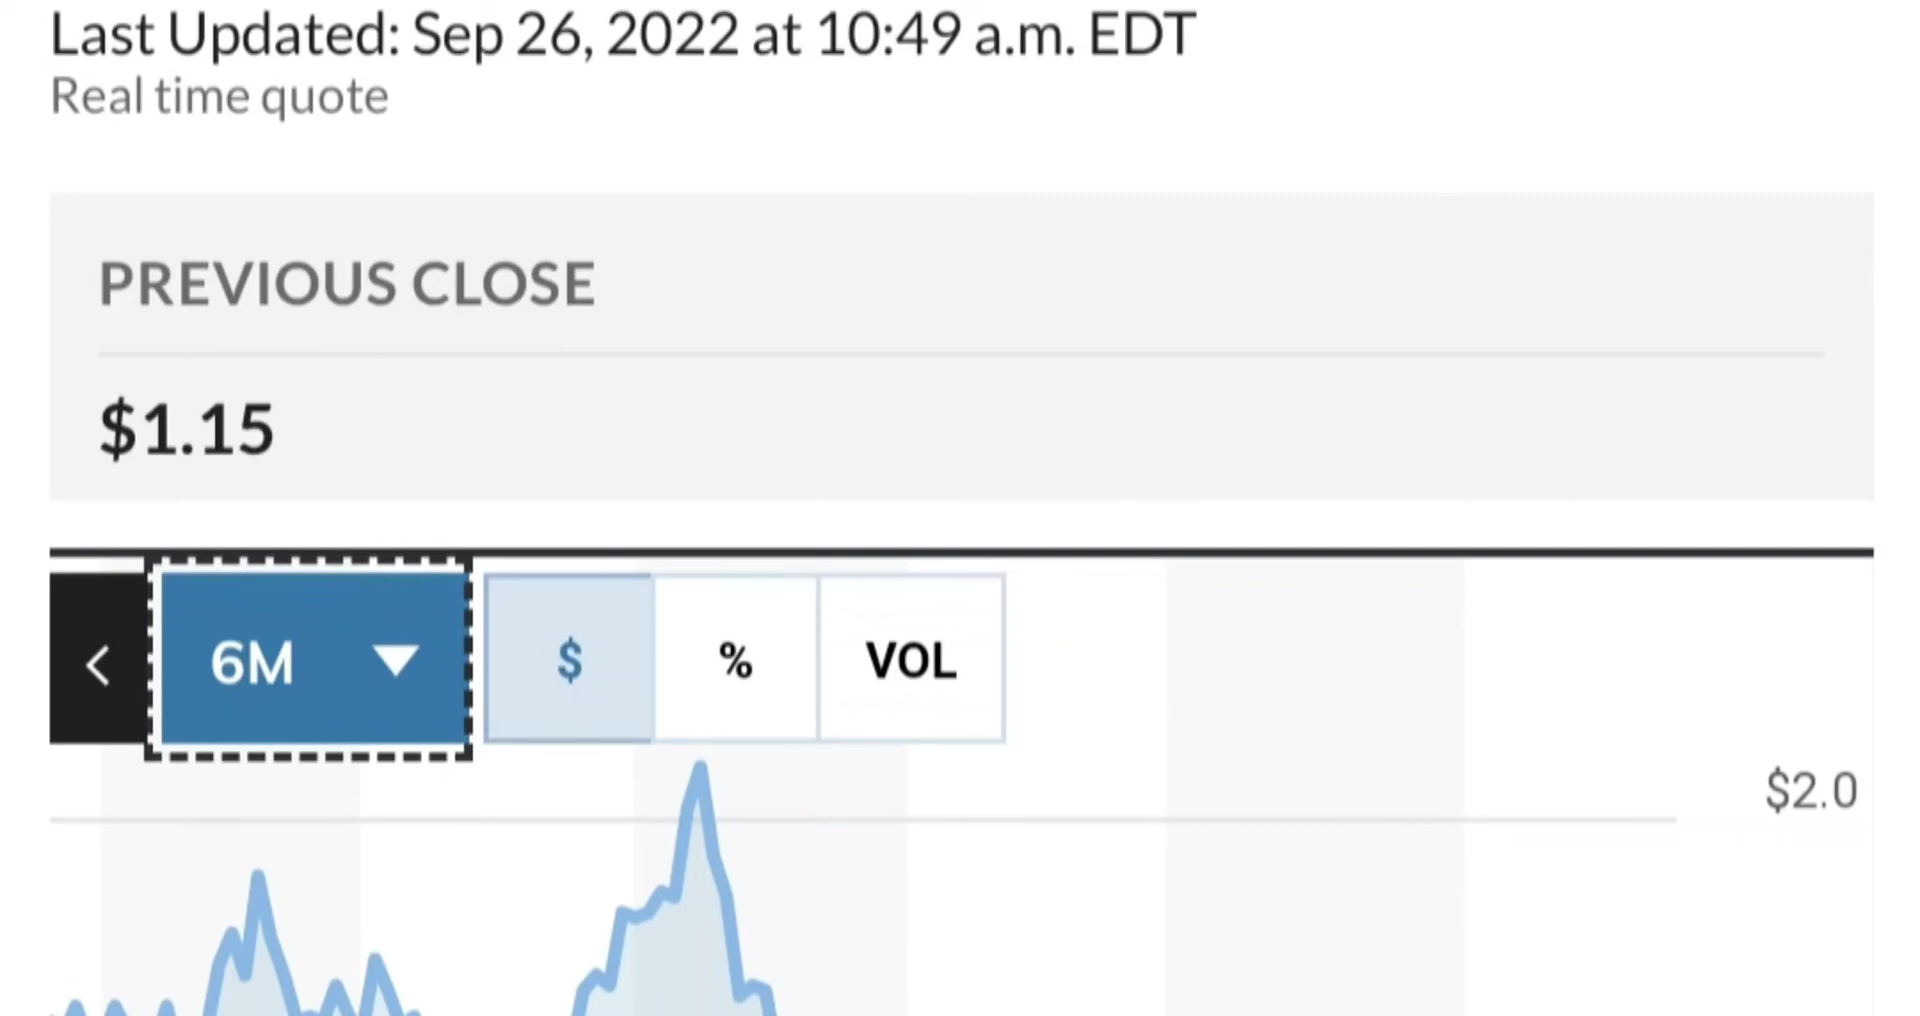 Last Updated: Sep 26, 2022 at 10:49 a.m. EDT
Real time quote
PREVIOUS CLOSE
$1.15
6M $ % VOL
$2.0